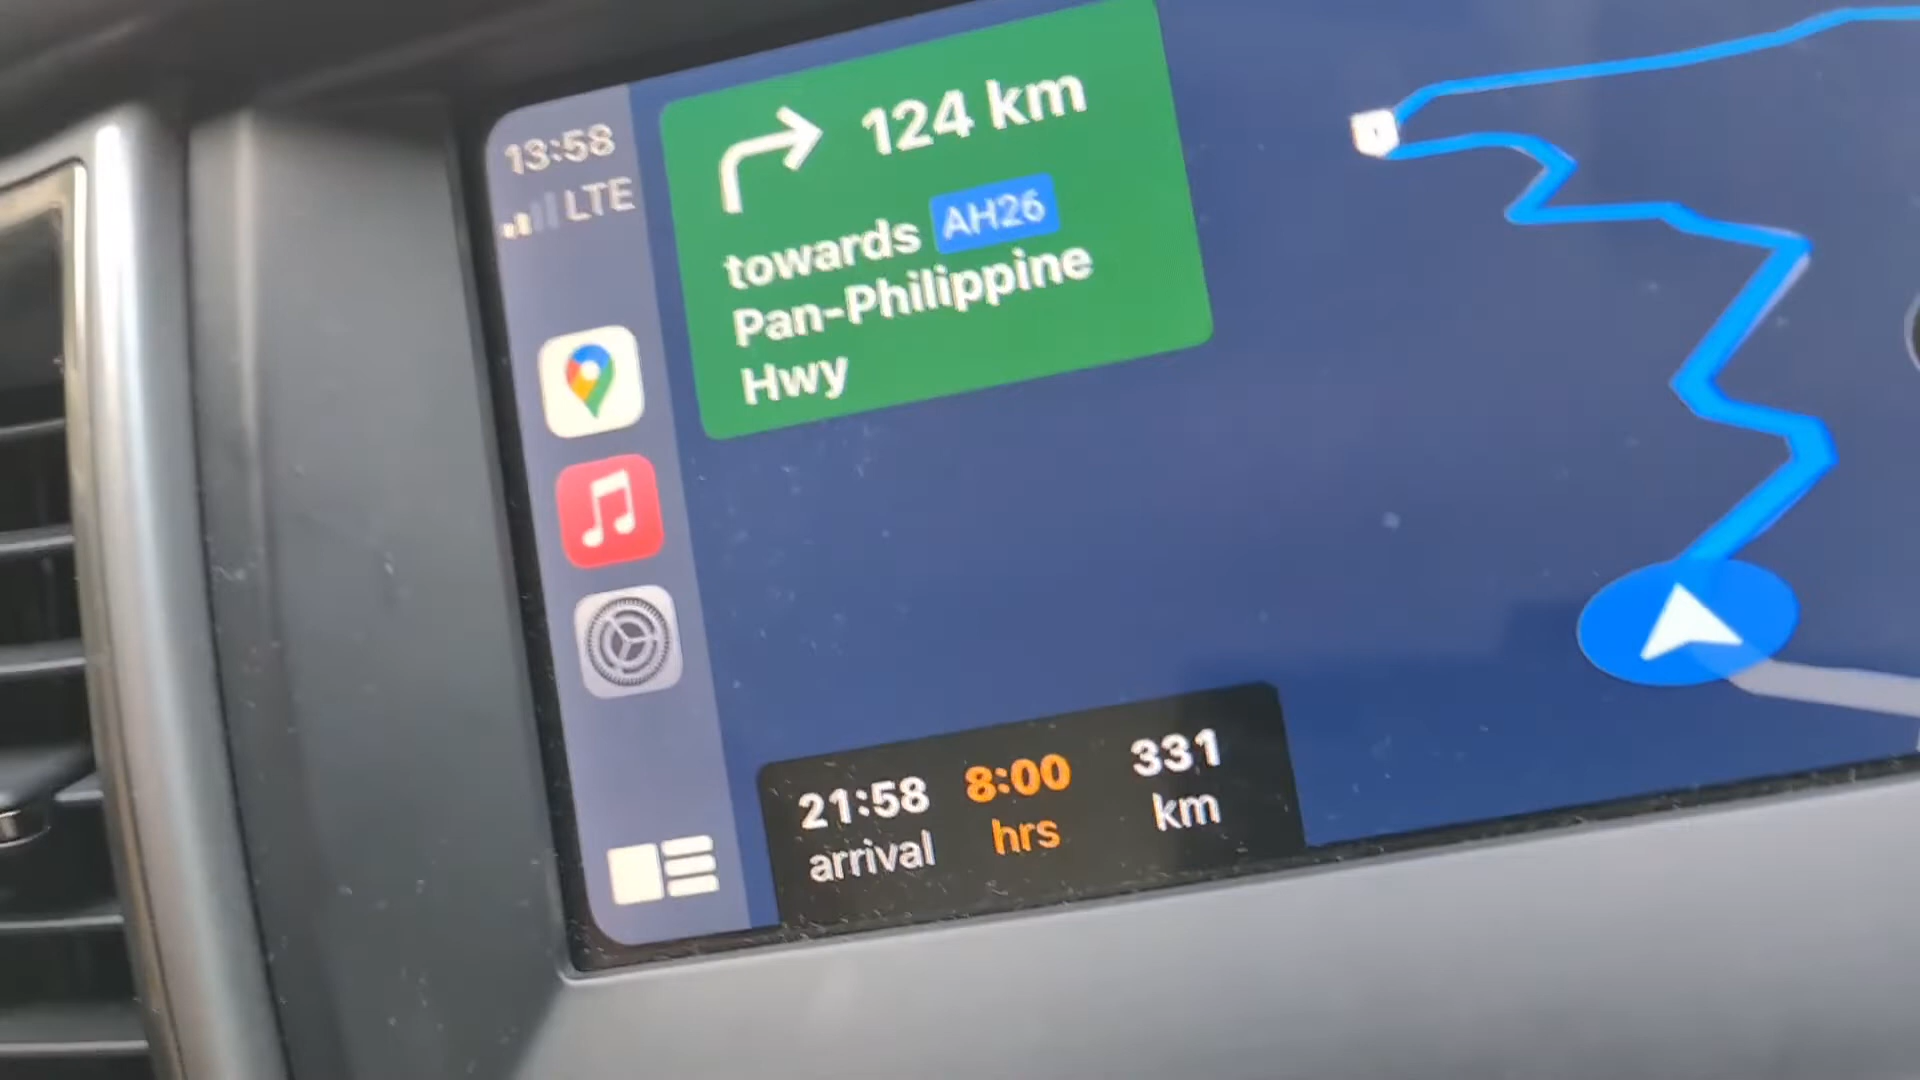 13:58
LTE
124 km
towards AH26
Pan-Philippine
Hwy
21:58 8:00 331
arrival hrs km